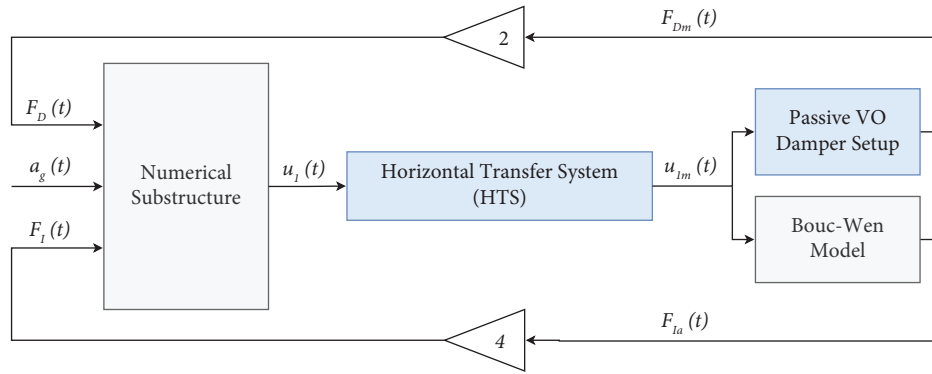 F_Dm (t)
2
F_D (t)
a_g (t)
F_I (t)
Numerical
Substructure
u_1 (t)
Horizontal Transfer System
(HTS)
u_1m (t)
Passive VO
Damper Setup
Bouc-Wen
Model
F_Ia (t)
4